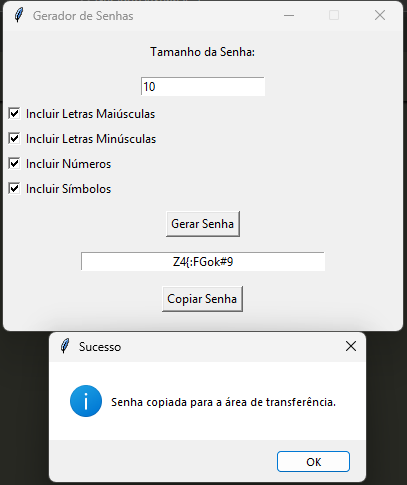 Gerador de Senhas
Tamanho da Senha:
10
Incluir Letras Maiúsculas
Incluir Letras Minúsculas
Incluir Números
Incluir Símbolos
Gerar Senha
Z4{:FGok#9
Copiar Senha
Sucesso
Senha copiada para a área de transferência.
OK